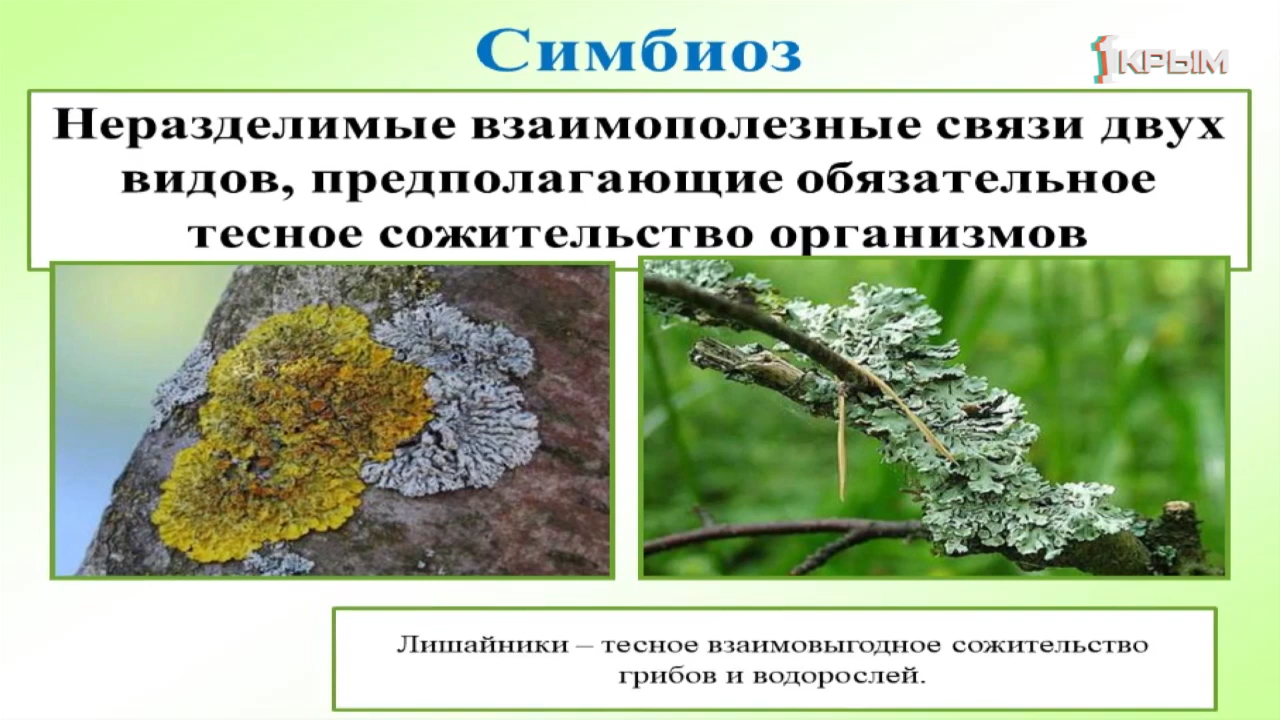 Симбиоз
1КРЫМ
Неразделимые взаимополезные связи двух
видов, предполагающие обязательное
тесное сожительство организмов
Лишайники – тесное взаимовыгодное сожительство
грибов и водорослей.